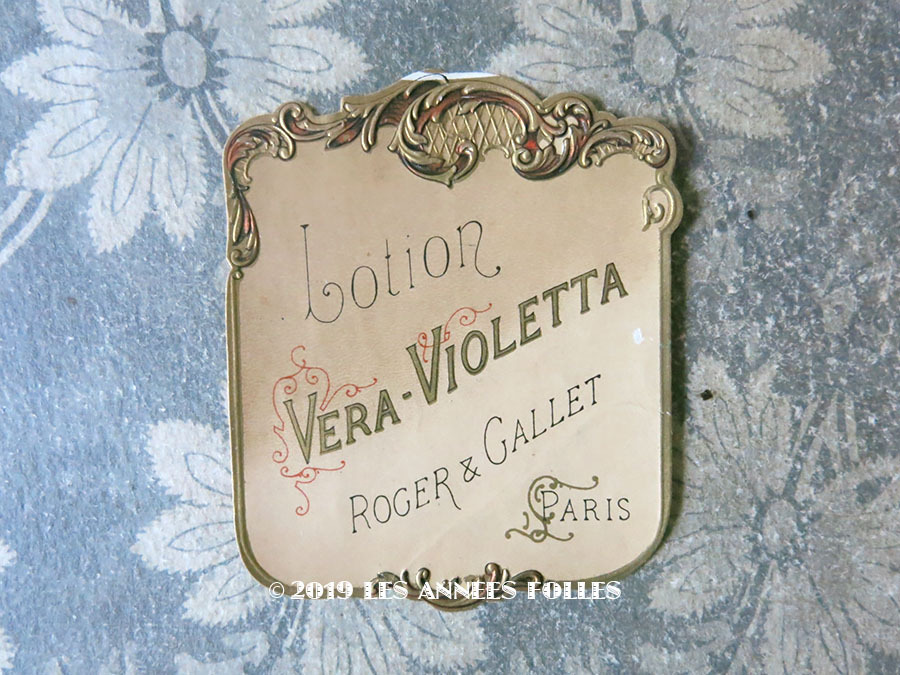 Lotion
VERA-VIOLETTA
ROGER & GALLET
PARIS
© 2019 LES ANNEES FOLLES